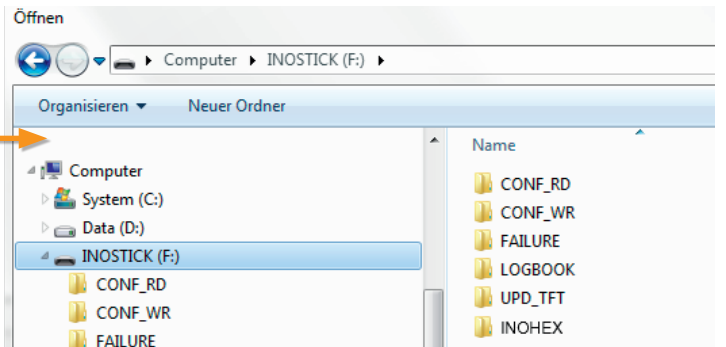 Öffnen
Computer INOSTICK (F:)
Organisieren Neuer Ordner
Computer
System (C:)
Data (D:)
INOSTICK (F:)
CONF_RD
CONF_WR
FAILURE
Name
CONF_RD
CONF_WR
FAILURE
LOGBOOK
UPD_TFT
INOHEX